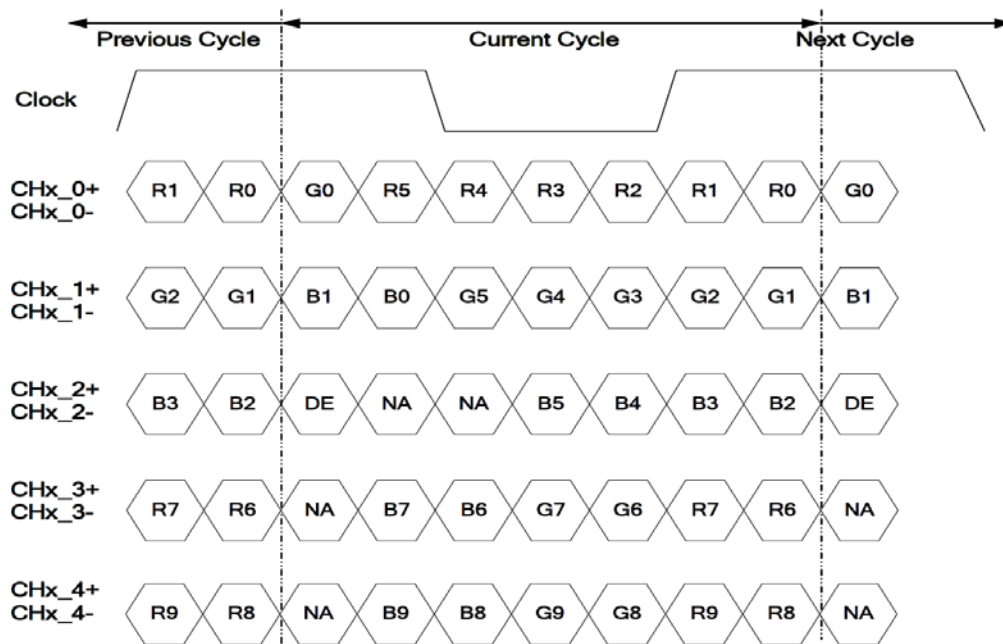 Previous Cycle Current Cycle Next Cycle
Clock
CHx_0+
CHx_0-
R1 R0 G0 R5 R4 R3 R2 R1 R0 G0
CHx_1+
CHx_1-
G2 G1 B1 B0 G5 G4 G3 G2 G1 B1
CHx_2+
CHx_2-
B3 B2 DE NA NA B5 B4 B3 B2 DE
CHx_3+
CHx_3-
R7 R6 NA B7 B6 G7 G6 R7 R6 NA
CHx_4+
CHx_4-
R9 R8 NA B9 B8 G9 G8 R9 R8 NA